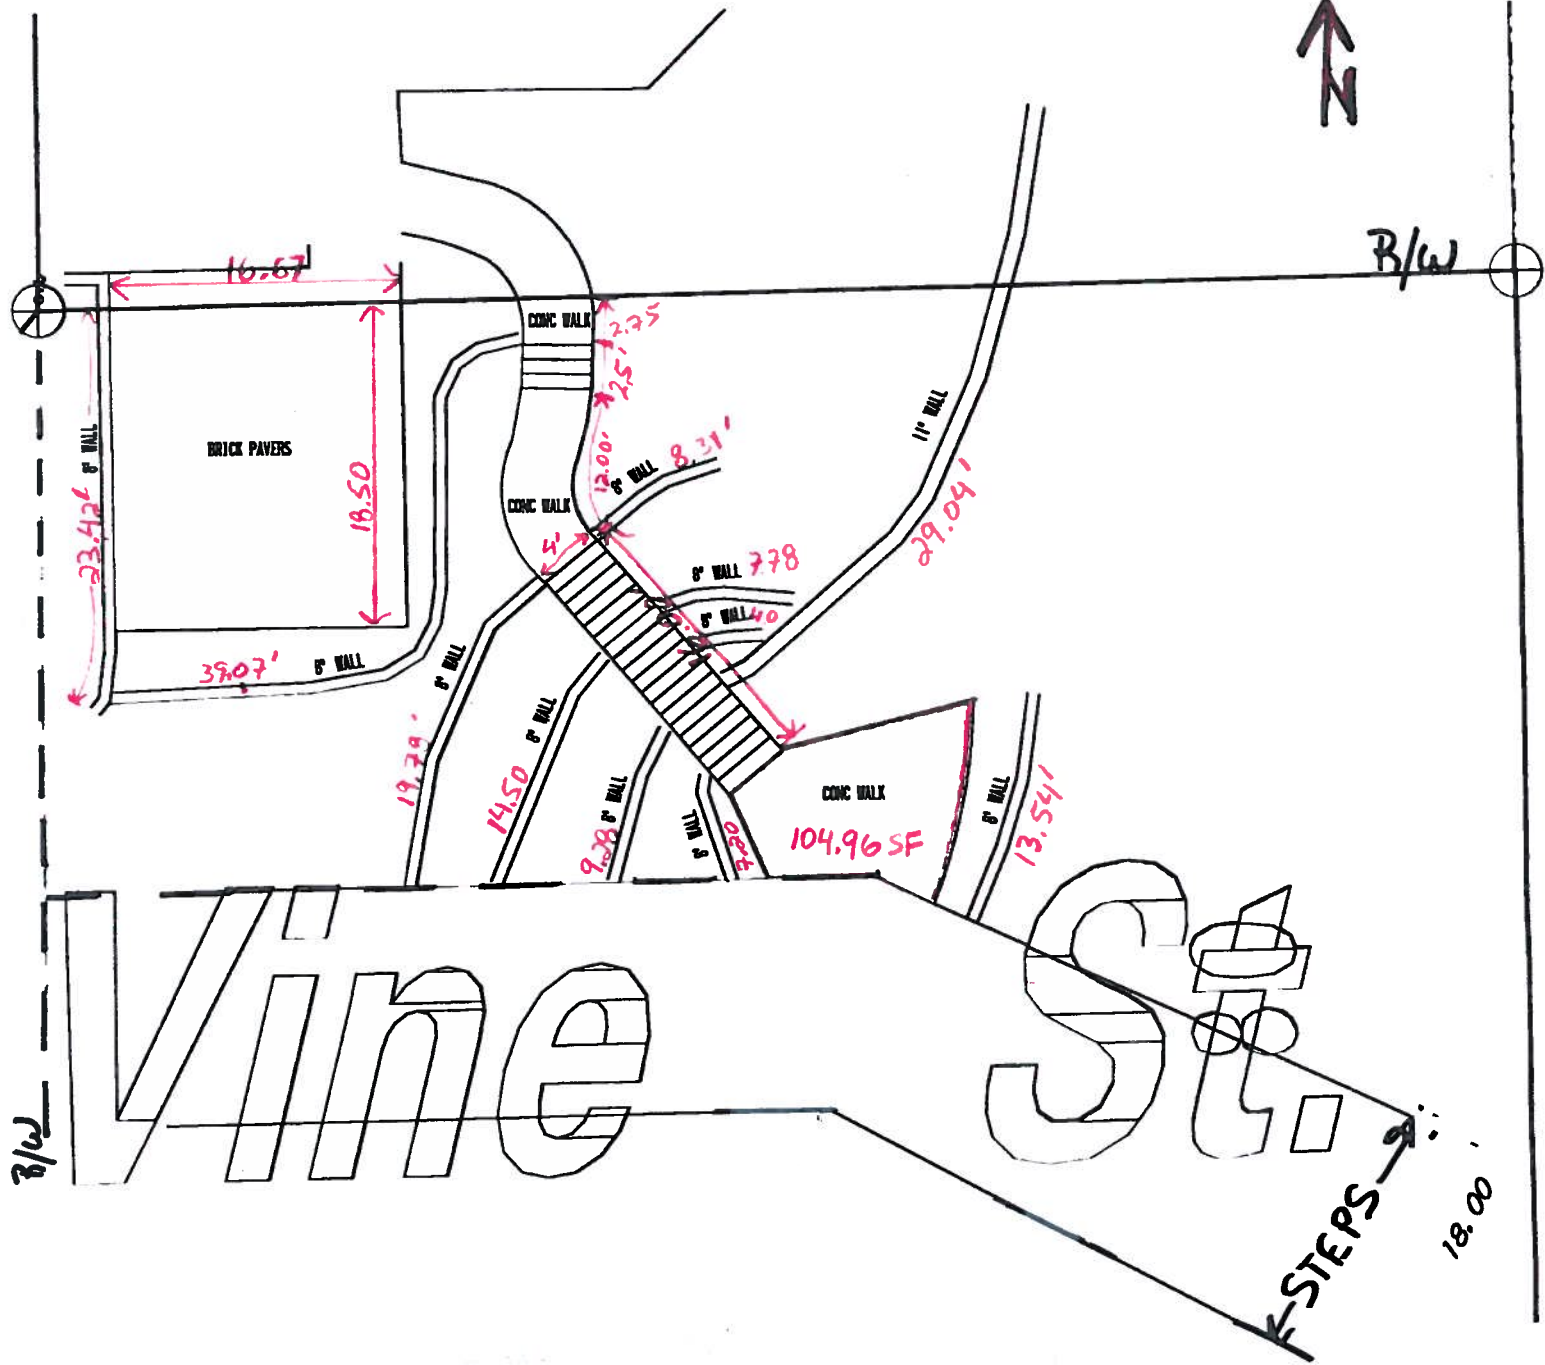 N
R/W
16.67
CONC WALK
2.75
2.5'
12.00'
8" WALL
8.31'
11" WALL
29.04'
8" WALL
23.42'
BRICK PAVERS
18.50
CONC WALK
4'
8" WALL 7.78
8" WALL
39.07'
8" WALL
8" WALL
19.79'
8" WALL
14.50
8" WALL
9.28
8" WALL
7.20
CONC WALK
104.96 SF
8" WALL
13.54'
Vine St.
R/W
STEPS
18.00